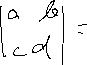 |a b|
|c d| =